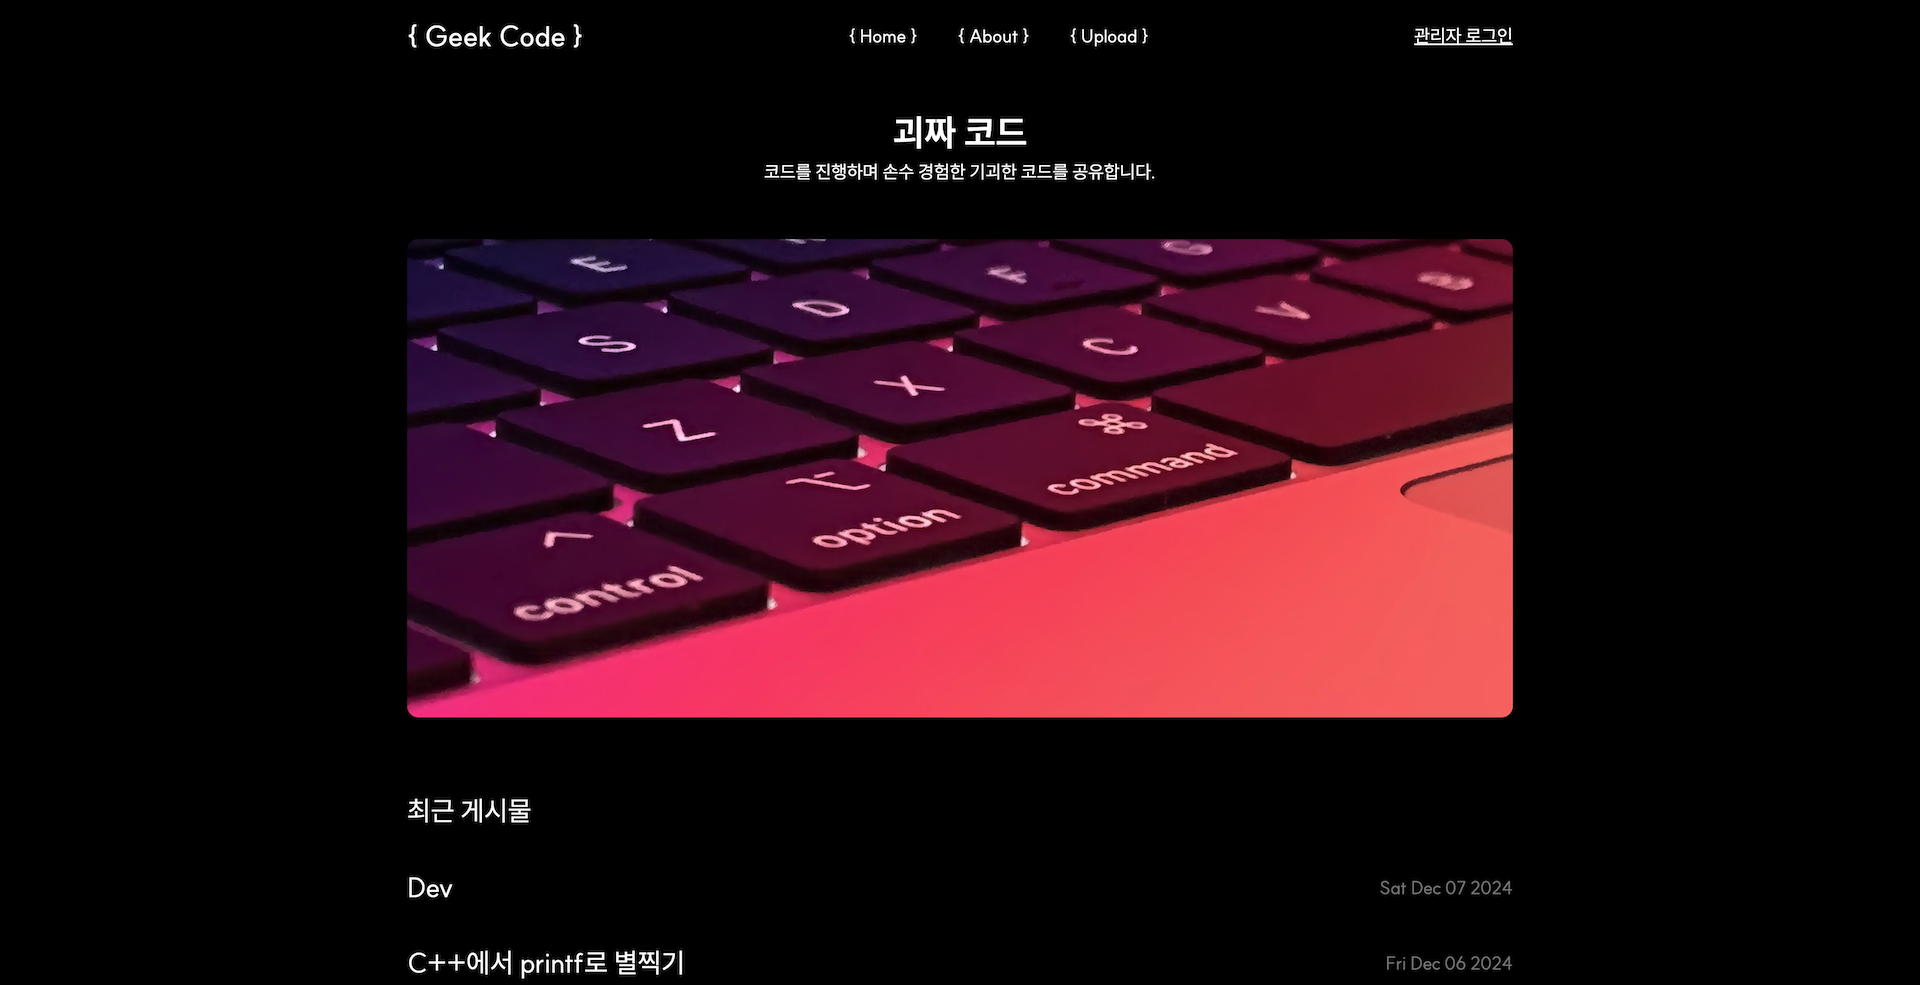 { Geek Code }
{ Home } { About } { Upload }
관리자 로그인
괴짜 코드
코드를 진행하며 손수 경험한 기괴한 코드를 공유합니다.
E
F
G
S
D
V
Z
X
C
⌘
command
⌥
option
^
control
최근 게시물
Dev
Sat Dec 07 2024
C++에서 printf로 별찍기
Fri Dec 06 2024